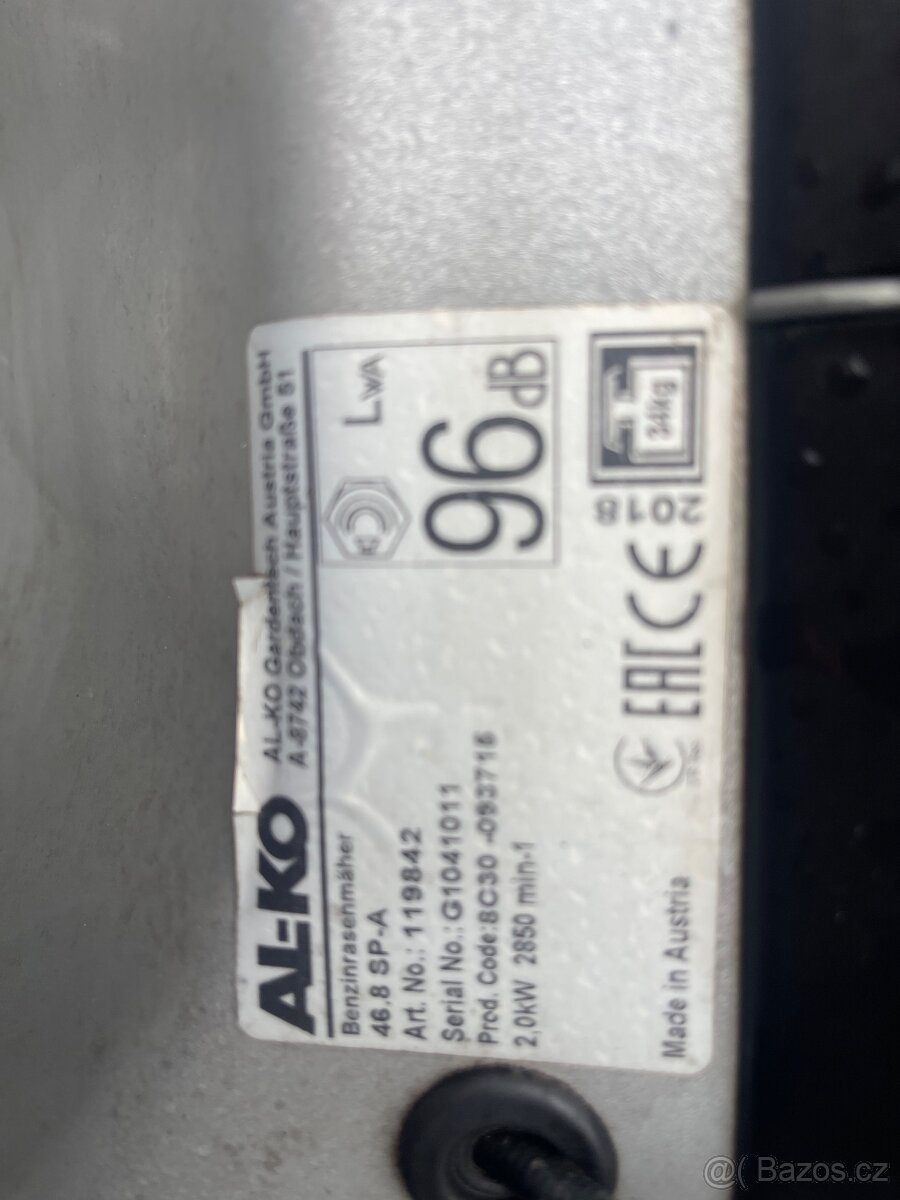 AL-KO
AL-KO Gardentech Austria GmbH
A-8742 Obdach / Hauptstraße 51
Benzinrasenmäher
46.8 SP-A
Art. No.: 119842
Serial No.:G1041011
Prod. Code:8C30 -093715
2,0kW 2850 min-1
LWA
96 dB
Made in Austria
EAC CE
2018
34kg
@( Bazos.cz